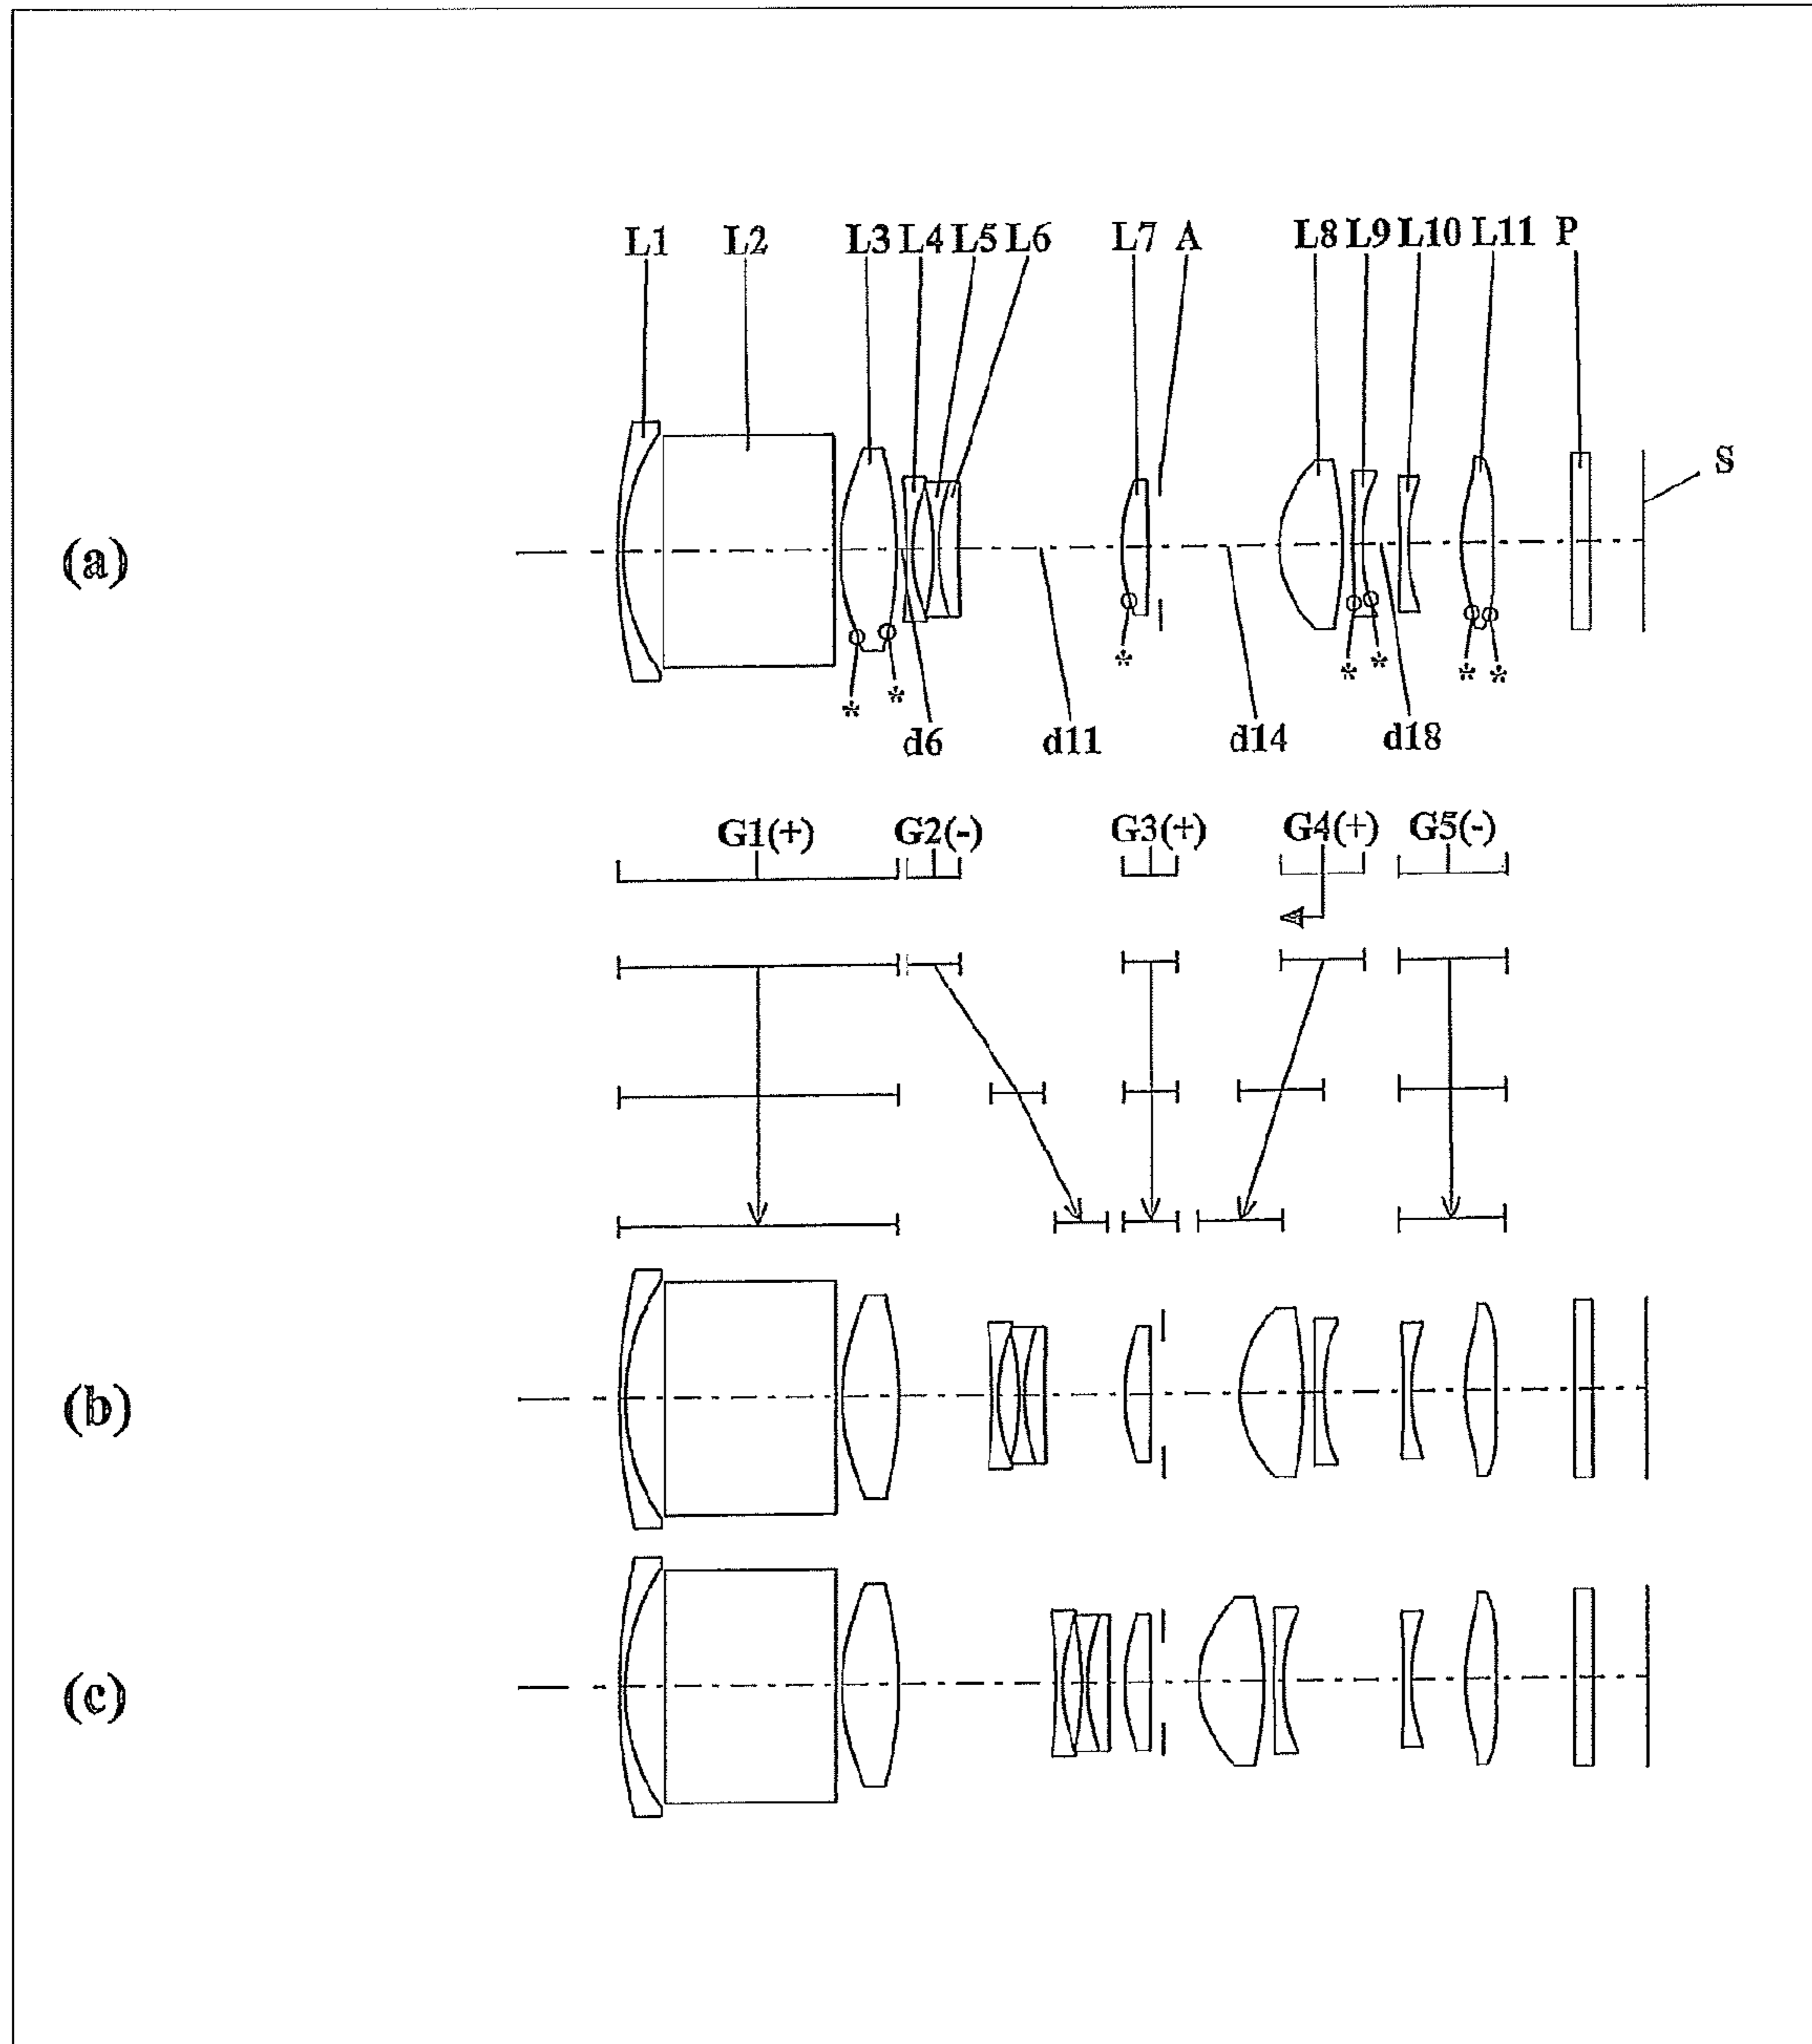 L1 L2 L3 L4 L5 L6 L7 A L8 L9 L10 L11 P
S
(a)
* * * * * * *
d6 d11 d14 d18
G1(+) G2(-) G3(+) G4(+) G5(-)
(b)
(c)